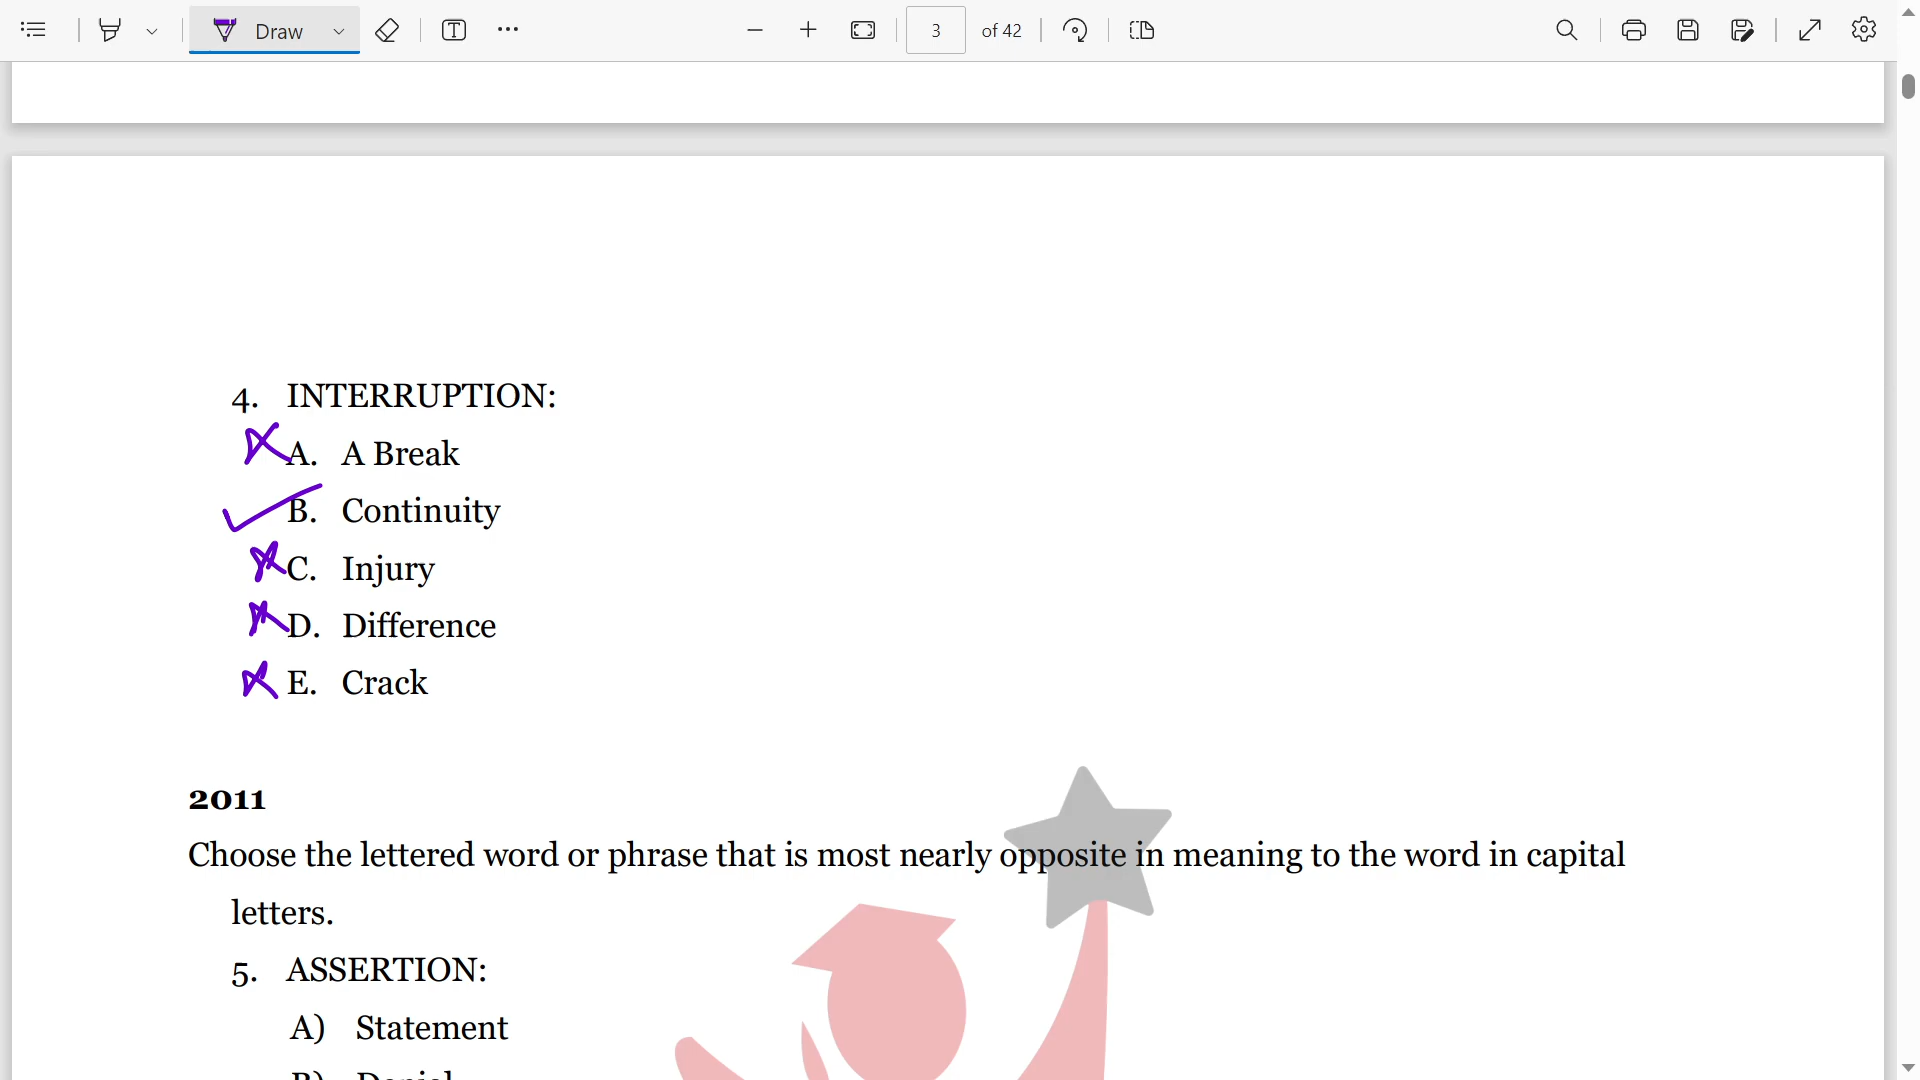 Draw
3 of 42
4. INTERRUPTION:
A. A Break
B. Continuity
C. Injury
D. Difference
E. Crack
2011
Choose the lettered word or phrase that is most nearly opposite in meaning to the word in capital
letters.
5. ASSERTION:
A) Statement